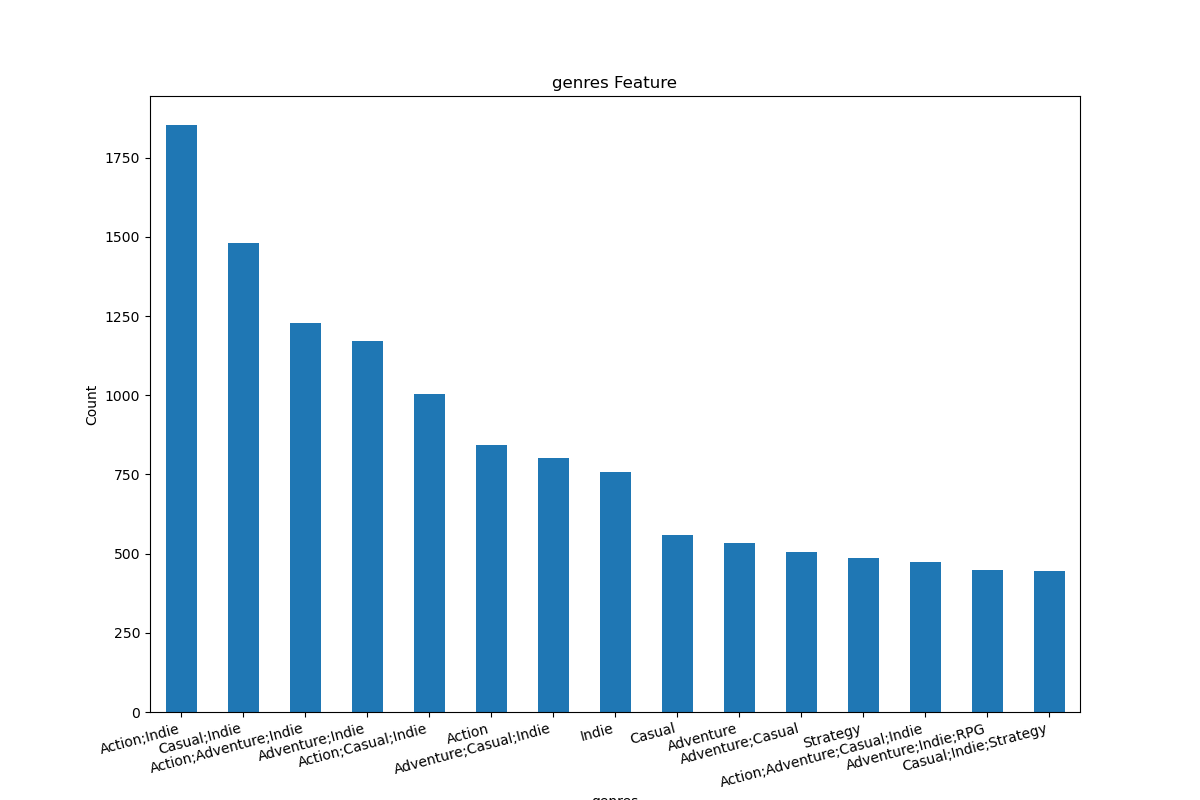 genres Feature
Count
1750
1500
1250
1000
750
500
250
0
Action;Indie
Casual;Indie
Action;Adventure;Indie
Adventure;Indie
Action;Casual;Indie
Action
Adventure;Casual;Indie
Indie
Casual
Adventure
Adventure;Casual
Strategy
Action;Adventure;Casual;Indie
Adventure;Indie;RPG
Casual;Indie;Strategy
genres